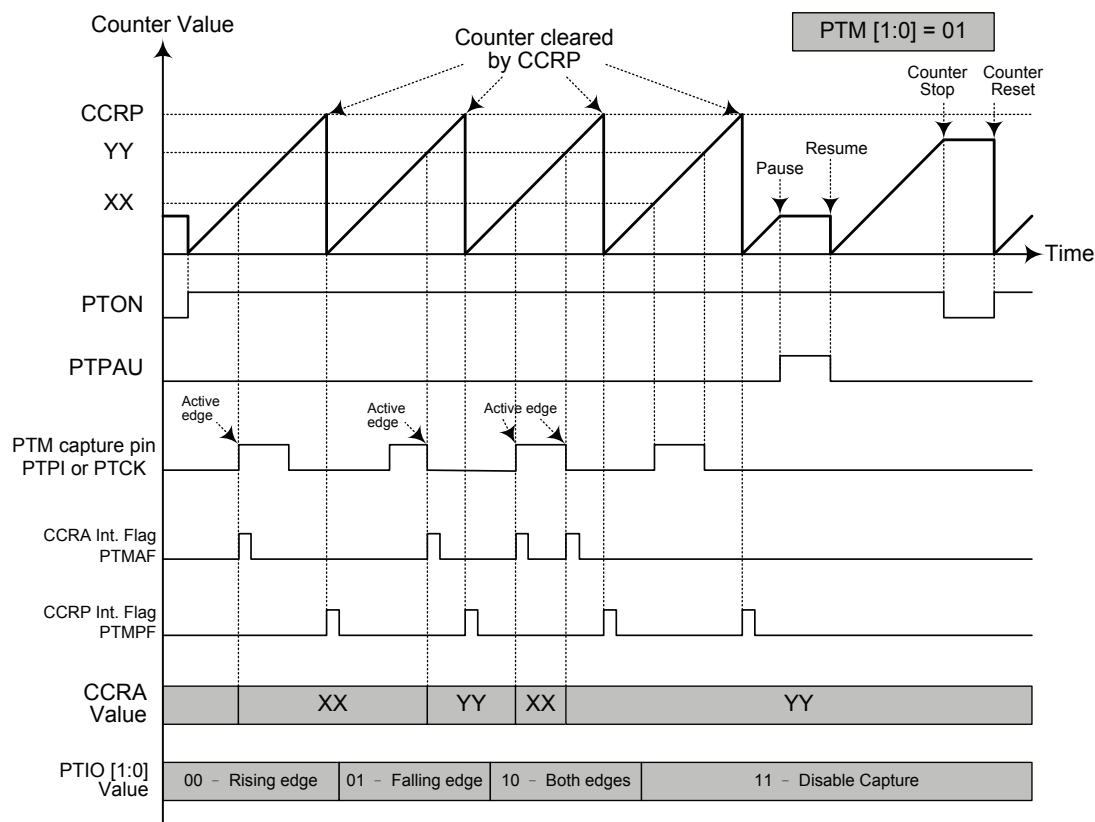 Counter Value
PTM [1:0] = 01
Counter cleared
by CCRP
Counter
Stop
Counter
Reset
CCRP
YY
XX
Pause
Resume
Time
PTON
PTPAU
Active
edge
Active
edge
Active edge
PTM capture pin
PTPI or PTCK
CCRA Int. Flag
PTMAF
CCRP Int. Flag
PTMPF
CCRA
Value
XX
YY
XX
YY
PTIO [1:0]
Value
00 – Rising edge
01 – Falling edge
10 – Both edges
11 – Disable Capture